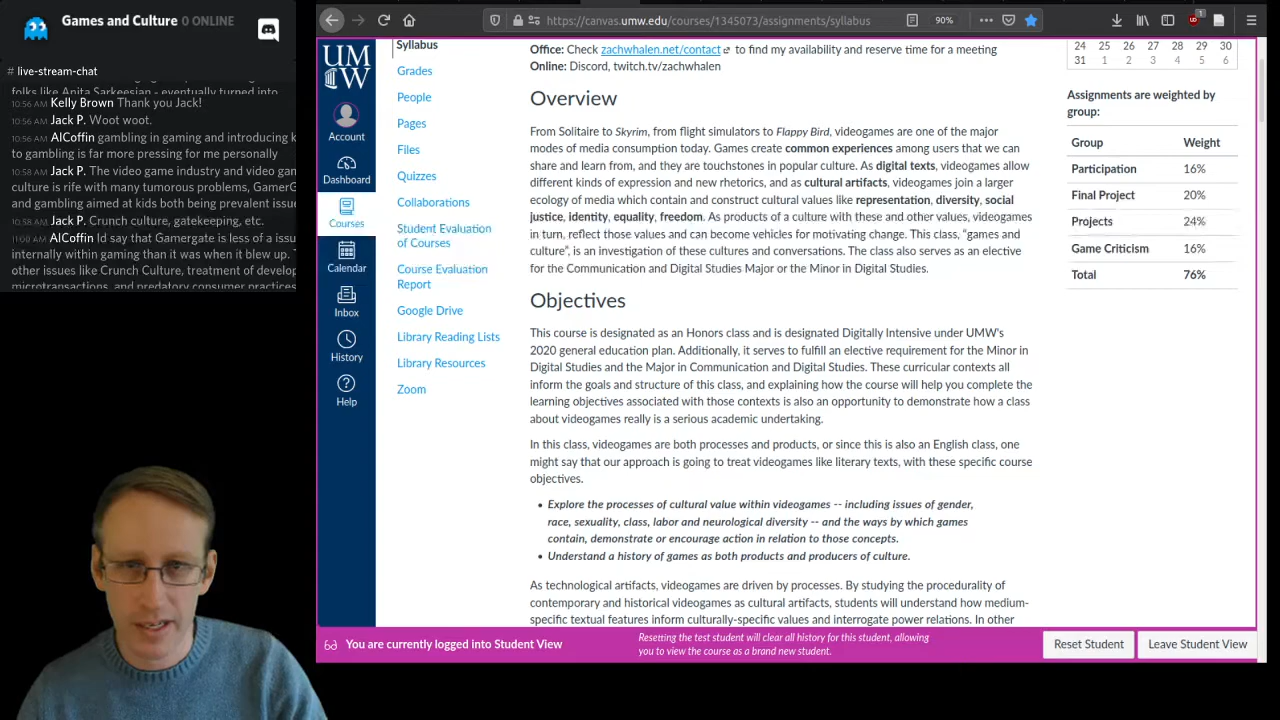 Games and Culture 0 ONLINE
# live-stream-chat
folks like Anita Sarkeesian - eventually turned into
10:56 AM Kelly Brown Thank you Jack!
10:56 AM Jack P. Woot woot.
10:56 AM AlCoffin gambling in gaming and introducing k
to gambling is far more pressing for me personally
10:58 AM Jack P. The video game industry and video gam
culture is rife with many tumorous problems, GamerG
and gambling aimed at kids both being prevalent issue
10:58 AM Jack P. Crunch culture, gatekeeping, etc.
11:00 AM AlCoffin Id say that Gamergate is less of a issu
internally within gaming than it was when it blew up.
other issues like Crunch Culture, treatment of develop
microtransactions, and predatory consumer practices
https://canvas.umw.edu/courses/1345073/assignments/syllabus
90%
1
UMW
Account
Dashboard
Courses
Calendar
Inbox
History
Help
Syllabus
Grades
People
Pages
Files
Quizzes
Collaborations
Student Evaluation
of Courses
Course Evaluation
Report
Google Drive
Library Reading Lists
Library Resources
Zoom
Office: Check zachwhalen.net/contact to find my availability and reserve time for a meeting
Online: Discord, twitch.tv/zachwhalen
Overview
From Solitaire to Skyrim, from flight simulators to Flappy Bird, videogames are one of the major
modes of media consumption today. Games create common experiences among users that we can
share and learn from, and they are touchstones in popular culture. As digital texts, videogames allow
different kinds of expression and new rhetorics, and as cultural artifacts, videogames join a larger
ecology of media which contain and construct cultural values like representation, diversity, social
justice, identity, equality, freedom. As products of a culture with these and other values, videogames
in turn, reflect those values and can become vehicles for motivating change. This class, "games and
culture", is an investigation of these cultures and conversations. The class also serves as an elective
for the Communication and Digital Studies Major or the Minor in Digital Studies.
Objectives
This course is designated as an Honors class and is designated Digitally Intensive under UMW's
2020 general education plan. Additionally, it serves to fulfill an elective requirement for the Minor in
Digital Studies and the Major in Communication and Digital Studies. These curricular contexts all
inform the goals and structure of this class, and explaining how the course will help you complete the
learning objectives associated with those contexts is also an opportunity to demonstrate how a class
about videogames really is a serious academic undertaking.
In this class, videogames are both processes and products, or since this is also an English class, one
might say that our approach is going to treat videogames like literary texts, with these specific course
objectives.
• Explore the processes of cultural value within videogames -- including issues of gender,
race, sexuality, class, labor and neurological diversity -- and the ways by which games
contain, demonstrate or encourage action in relation to those concepts.
• Understand a history of games as both products and producers of culture.
As technological artifacts, videogames are driven by processes. By studying the procedurality of
contemporary and historical videogames as cultural artifacts, students will understand how medium-
specific textual features inform culturally-specific values and interrogate power relations. In other
24 25 26 27 28 29 30
31 1 2 3 4 5 6
Assignments are weighted by
group:
Group Weight
Participation 16%
Final Project 20%
Projects 24%
Game Criticism 16%
Total 76%
You are currently logged into Student View
Resetting the test student will clear all history for this student, allowing
you to view the course as a brand new student.
Reset Student
Leave Student View